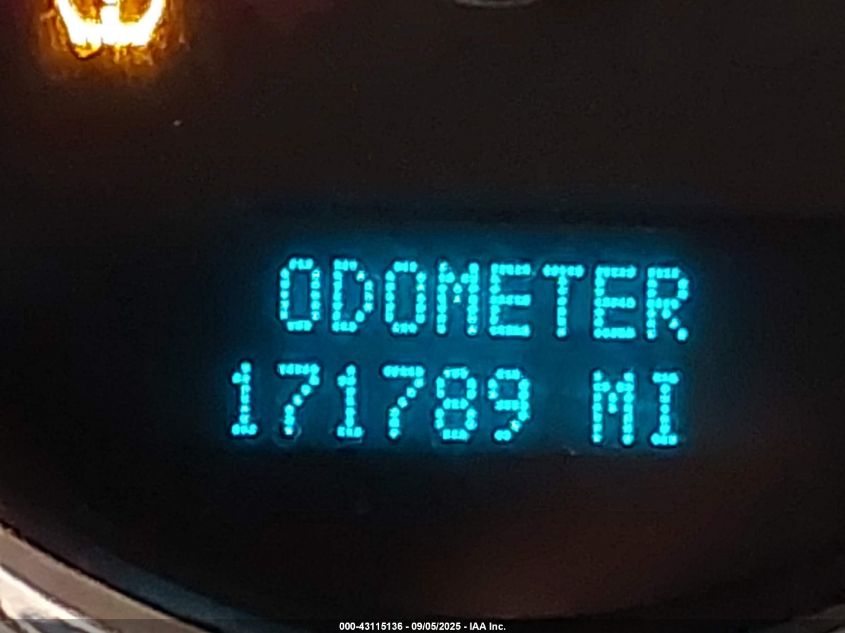 ODOMETER
171789 MI
000-43115136 - 09/05/2025 - IAA Inc.